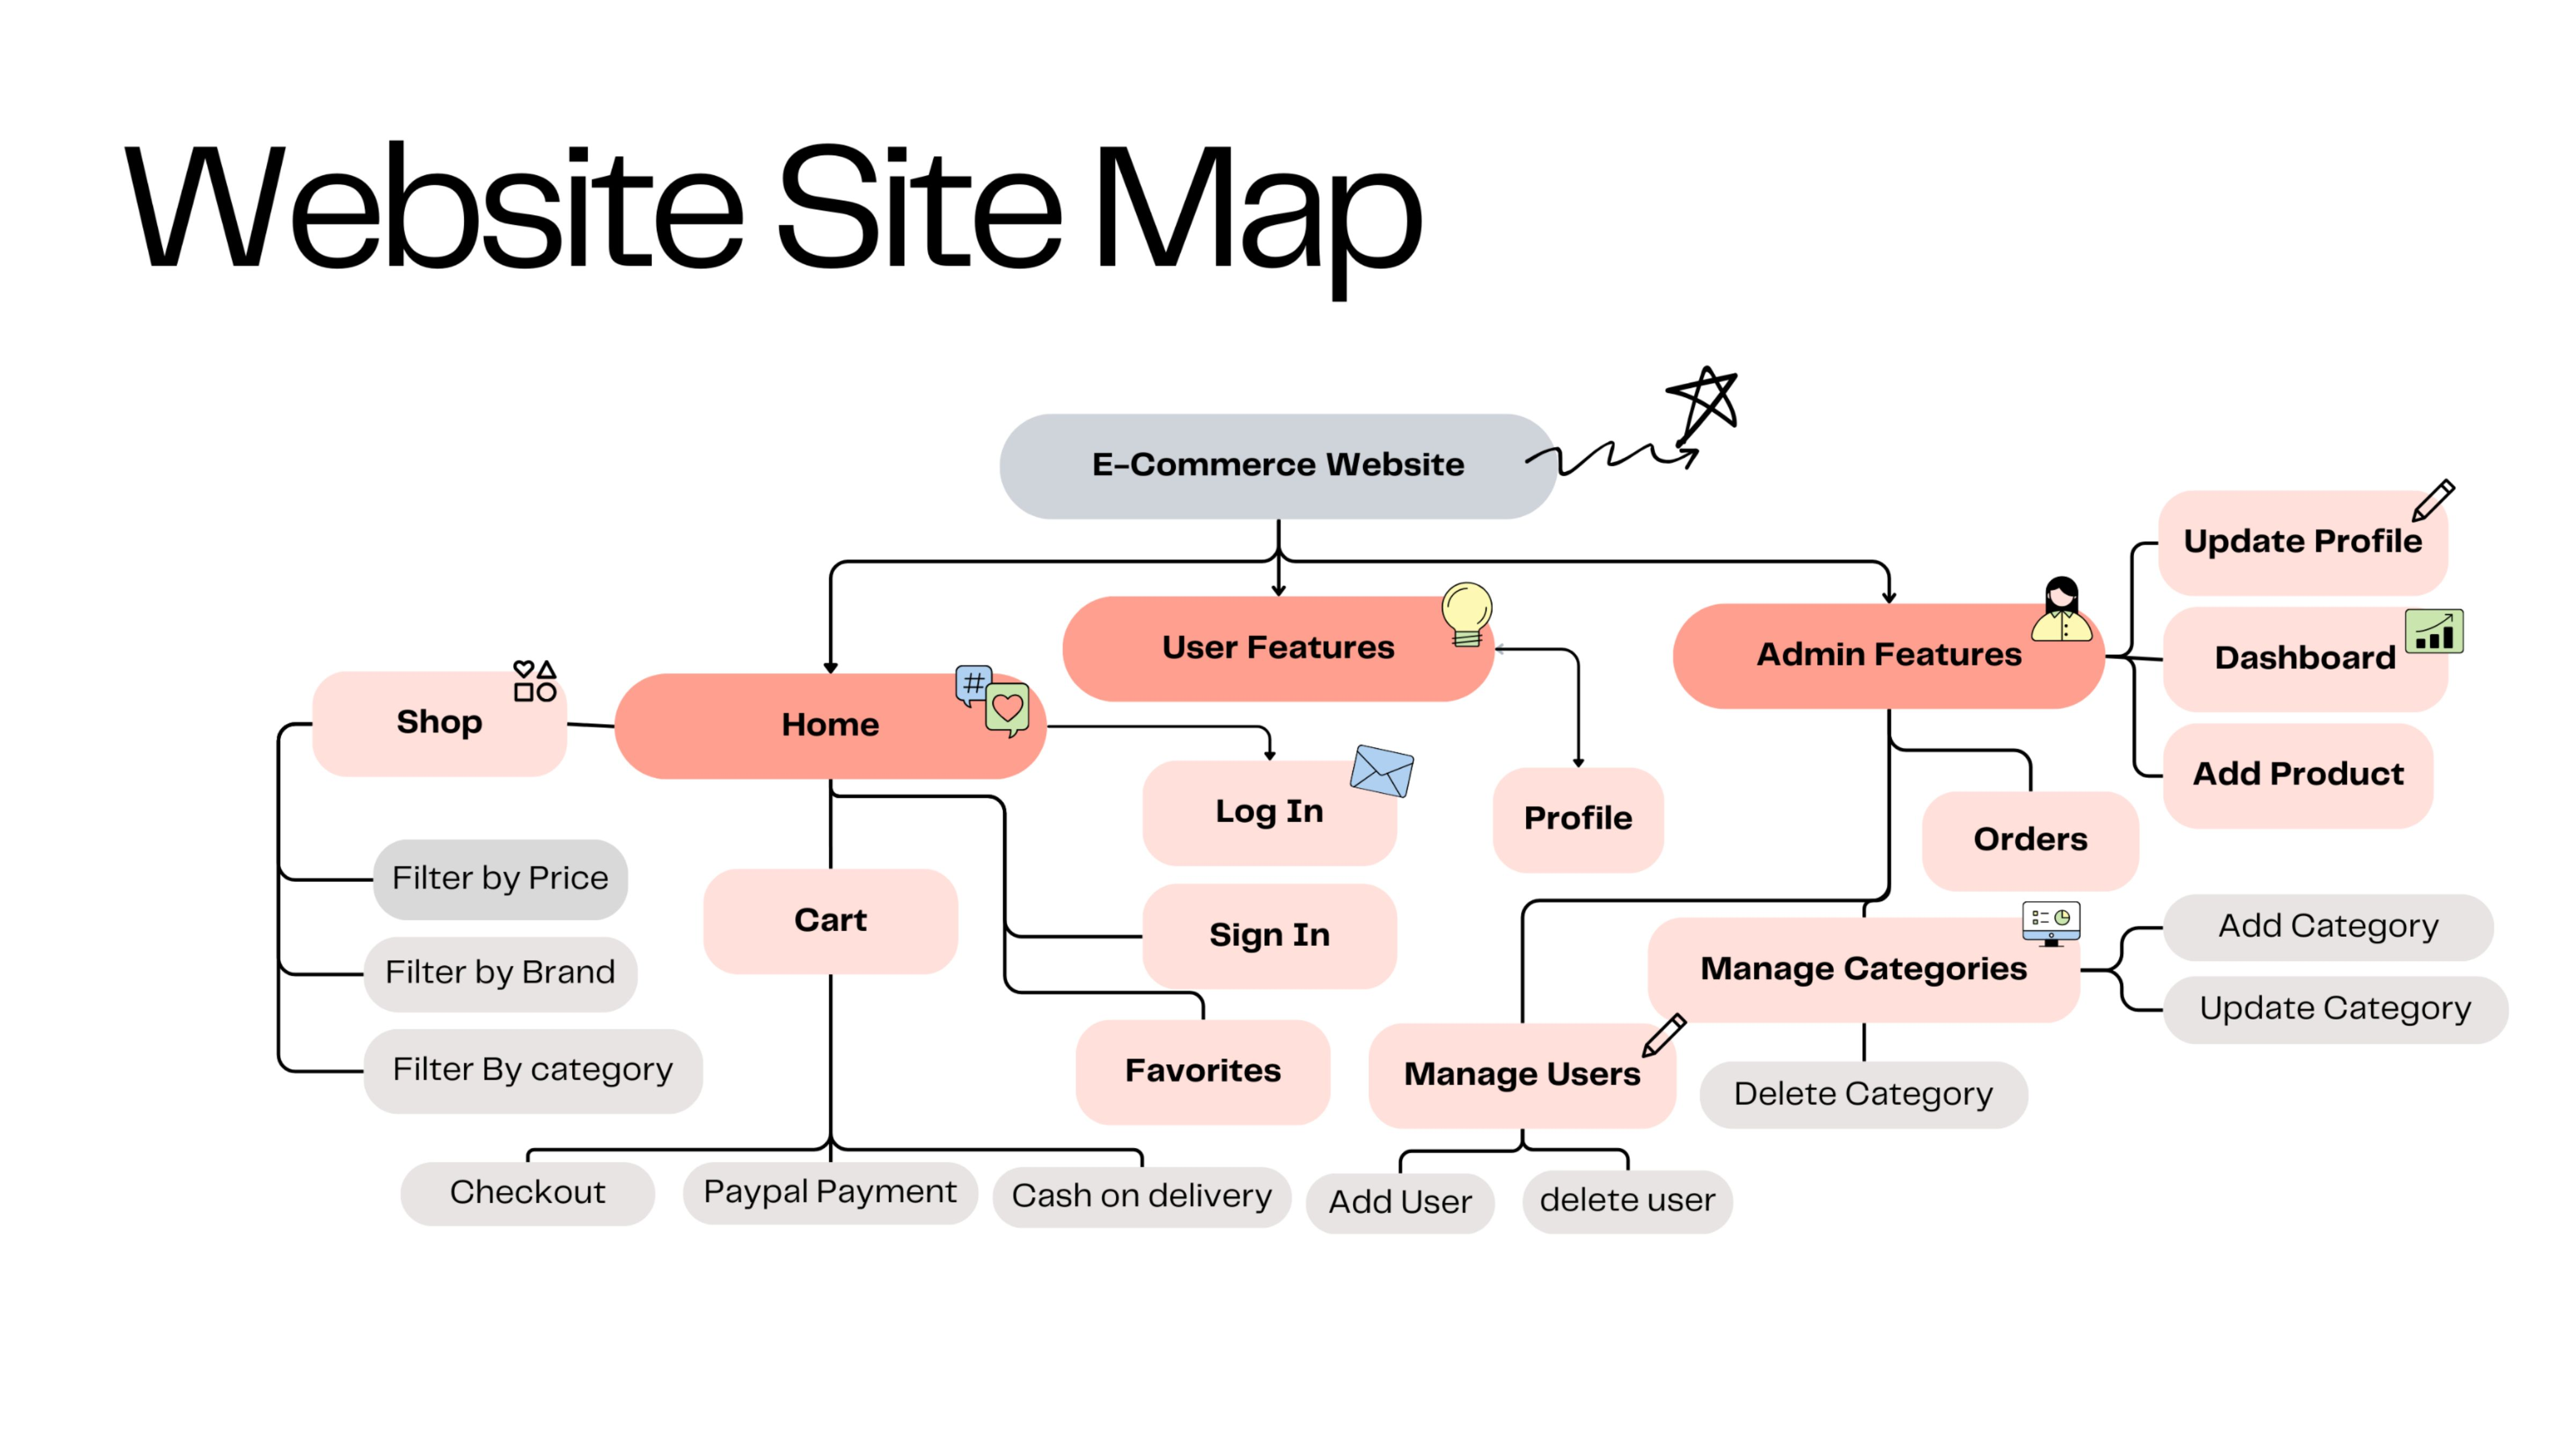 Website Site Map
E-Commerce Website
Update Profile
User Features
Admin Features
Dashboard
Shop
#
Home
Add Product
Log In
Profile
Orders
Filter by Price
Cart
Sign In
Add Category
Filter by Brand
Manage Categories
Update Category
Filter By category
Favorites
Manage Users
Delete Category
Checkout
Paypal Payment
Cash on delivery
Add User
delete user